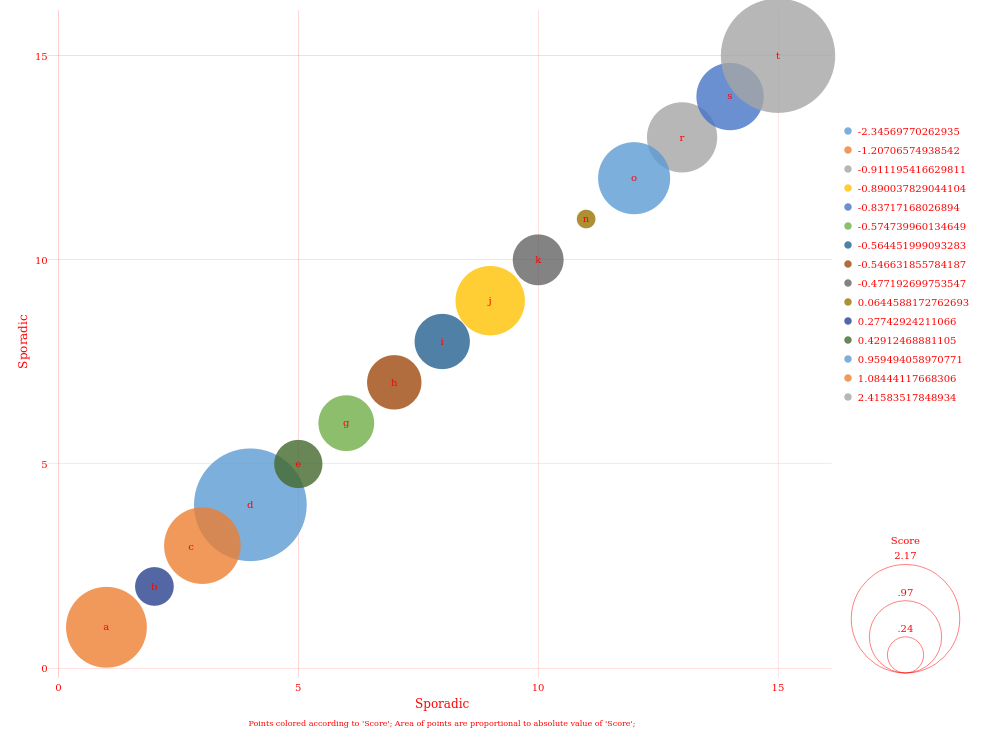 t
15
s
-2.34569770262935
-1.20706574938542
r
-0.911195416629811
o
-0.890037829044104
-0.83717168026894
n
-0.574739960134649
-0.564451999093283
10
k
-0.546631855784187
-0.477192699753547
j
0.0644588172762693
0.27742924211066
Sporadic
i
0.42912468881105
0.959494058970771
h
1.08444117668306
2.41583517848934
g
5
e
d
c
Score
2.17
b
.97
a
.24
0
0
5
10
15
Sporadic
Points colored according to 'Score'; Area of points are proportional to absolute value of 'Score';